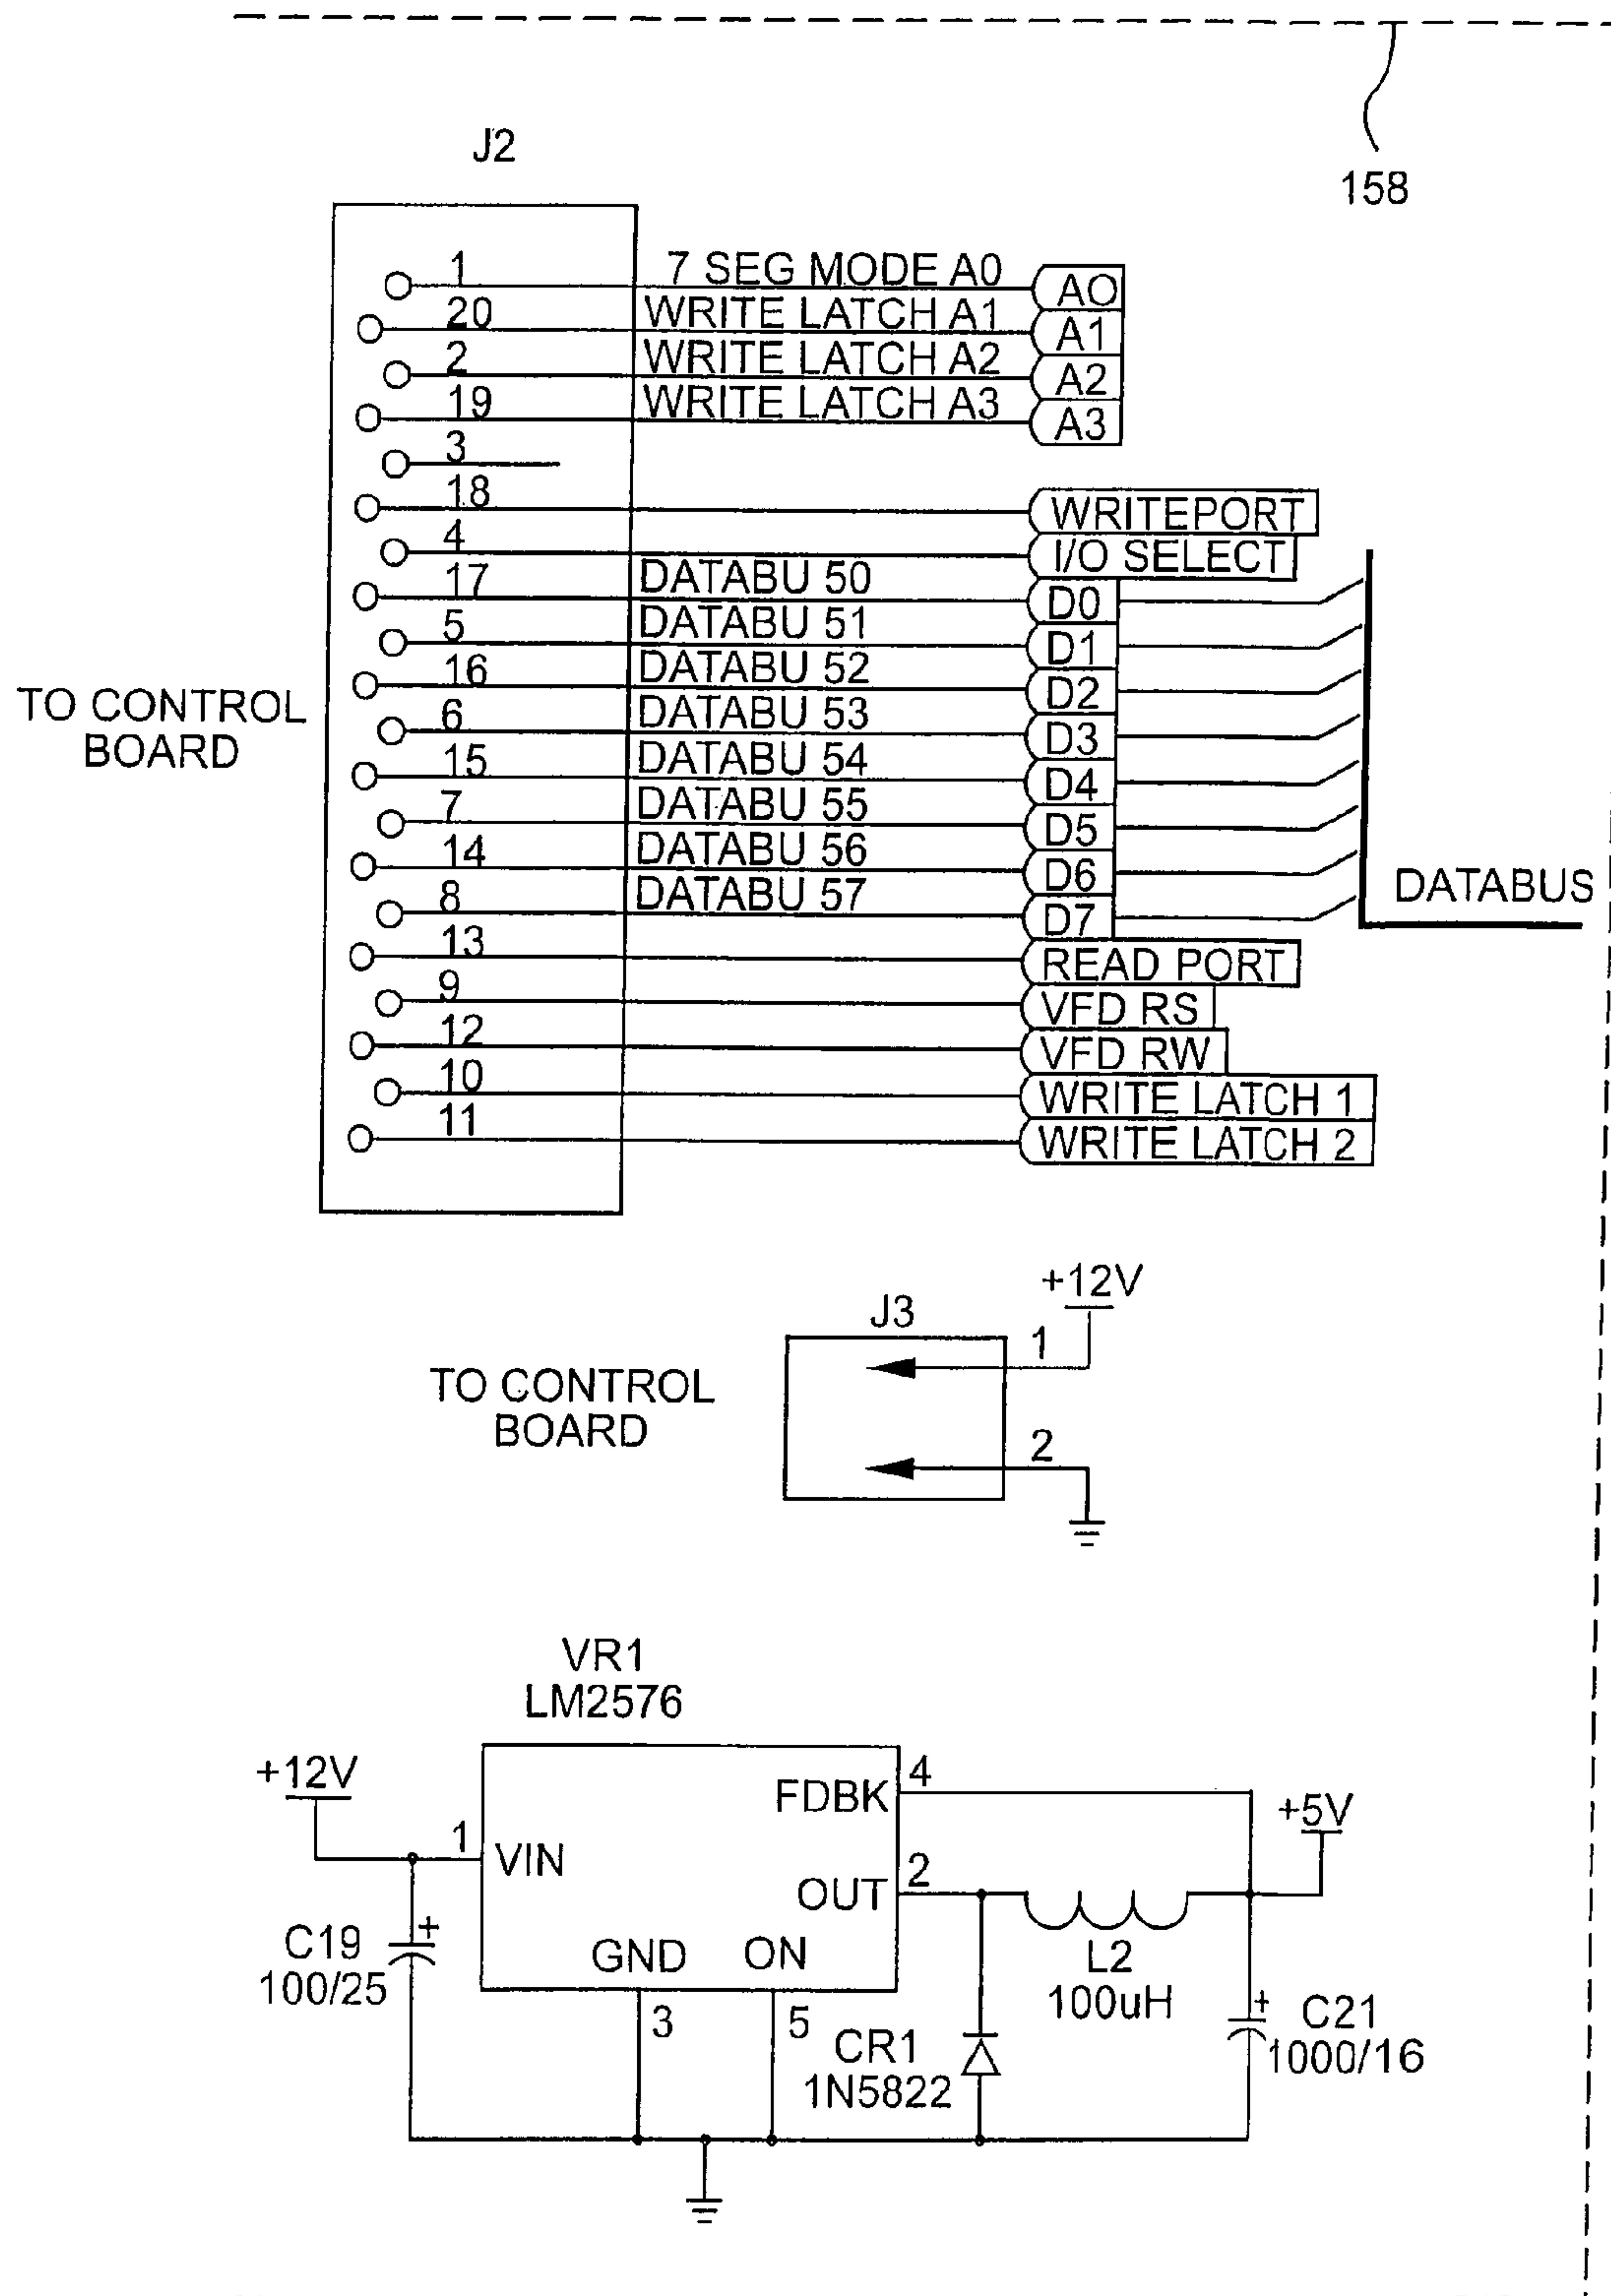 158
J2
1 7 SEG MODE A0 AO
20 WRITE LATCH A1 A1
2 WRITE LATCH A2 A2
19 WRITE LATCH A3 A3
3
18 WRITEPORT
4 I/O SELECT
17 DATABU 50 D0
5 DATABU 51 D1
16 DATABU 52 D2
6 DATABU 53 D3
15 DATABU 54 D4
7 DATABU 55 D5
14 DATABU 56 D6
8 DATABU 57 D7
13 READ PORT
9 VFD RS
12 VFD RW
10 WRITE LATCH 1
11 WRITE LATCH 2
TO CONTROL
BOARD
DATABUS
+12V
J3
1
2
TO CONTROL
BOARD
VR1
LM2576
+12V
1 VIN
FDBK 4
OUT 2
GND ON
3 5
+5V
C19 +
100/25
L2
100uH
CR1
1N5822
+ C21
1000/16